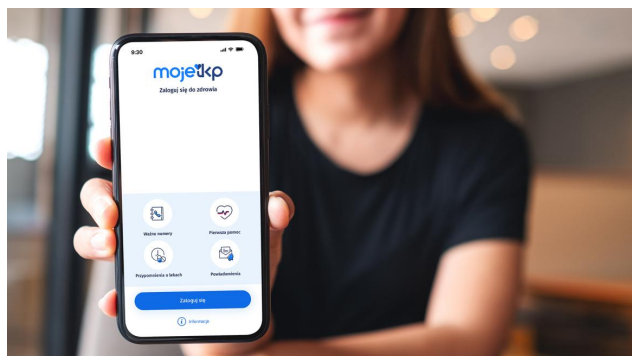 9:30
mojeikp
Zaloguj się do zdrowia
Ważne numery
Pierwsza pomoc
Przypomnienia o lekach
Powiadomienia
Zaloguj się
i Informacje